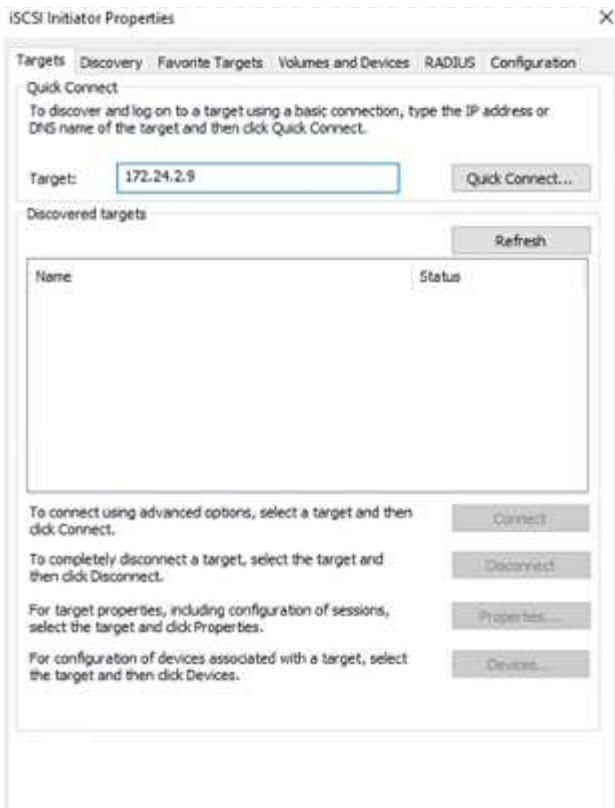 iSCSI Initiator Properties
Targets Discovery Favorite Targets Volumes and Devices RADIUS Configuration
Quick Connect
To discover and log on to a target using a basic connection, type the IP address or
DNS name of the target and then click Quick Connect.
Target: 172.24.2.9 Quick Connect...
Discovered targets
Refresh
Name Status
To connect using advanced options, select a target and then
click Connect.
Connect
To completely disconnect a target, select the target and
then click Disconnect.
Disconnect
For target properties, including configuration of sessions,
select the target and click Properties.
Properties...
For configuration of devices associated with a target, select
the target and then click Devices.
Devices...